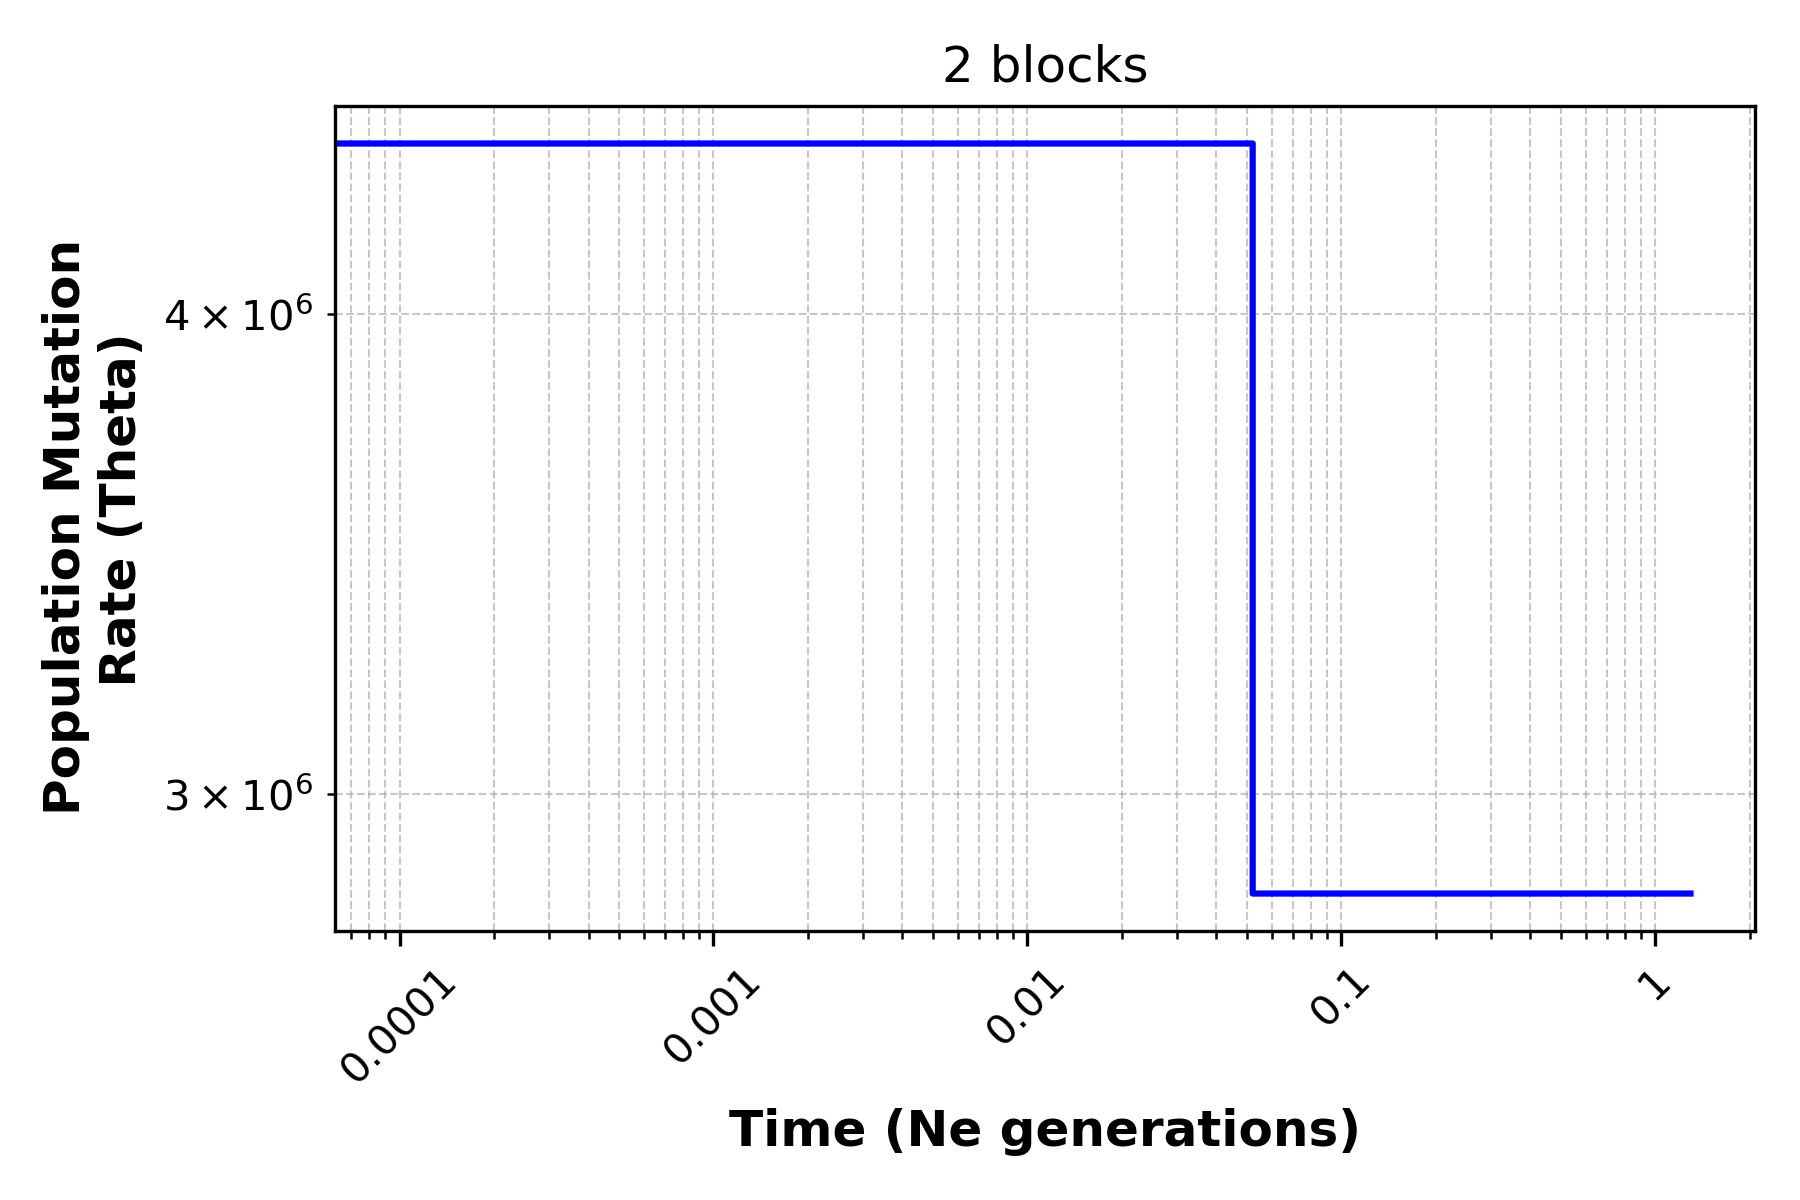 2 blocks
Population Mutation
Rate (Theta)
4 × 10⁶
3 × 10⁶
0.0001
0.001
0.01
0.1
1
Time (Ne generations)